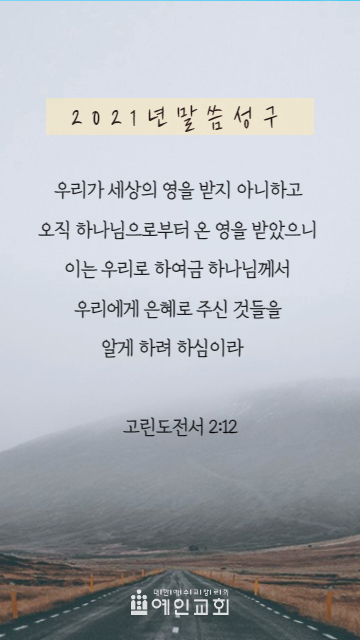 2021년말씀성구
우리가 세상의 영을 받지 아니하고
오직 하나님으로부터 온 영을 받았으니
이는 우리로 하여금 하나님께서
우리에게 은혜로 주신 것들을
알게 하려 하심이라
고린도전서 2:12
예인교회